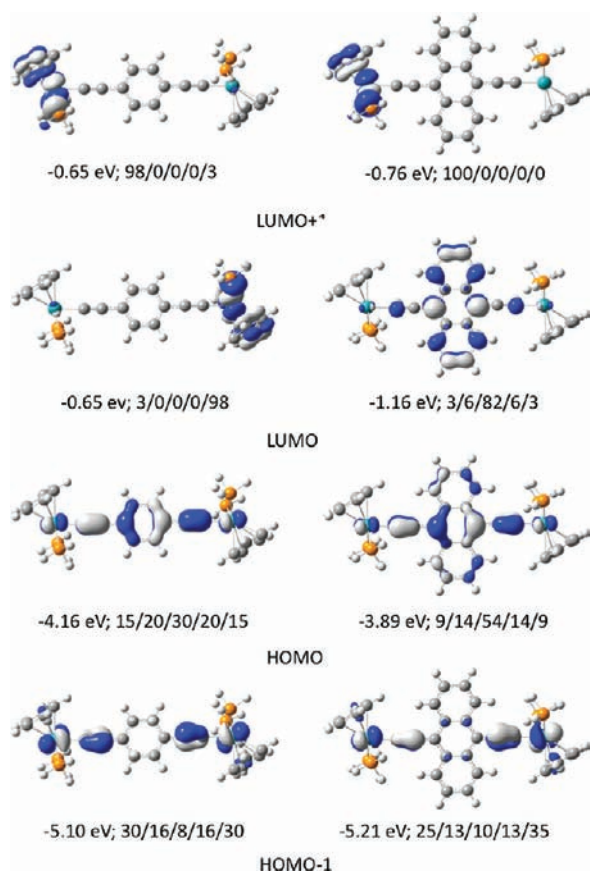 -0.65 eV; 98/0/0/0/3 -0.76 eV; 100/0/0/0/0
LUMO+*
-0.65 ev; 3/0/0/0/98 -1.16 eV; 3/6/82/6/3
LUMO
-4.16 eV; 15/20/30/20/15 -3.89 eV; 9/14/54/14/9
HOMO
-5.10 eV; 30/16/8/16/30 -5.21 eV; 25/13/10/13/35
HOMO-1